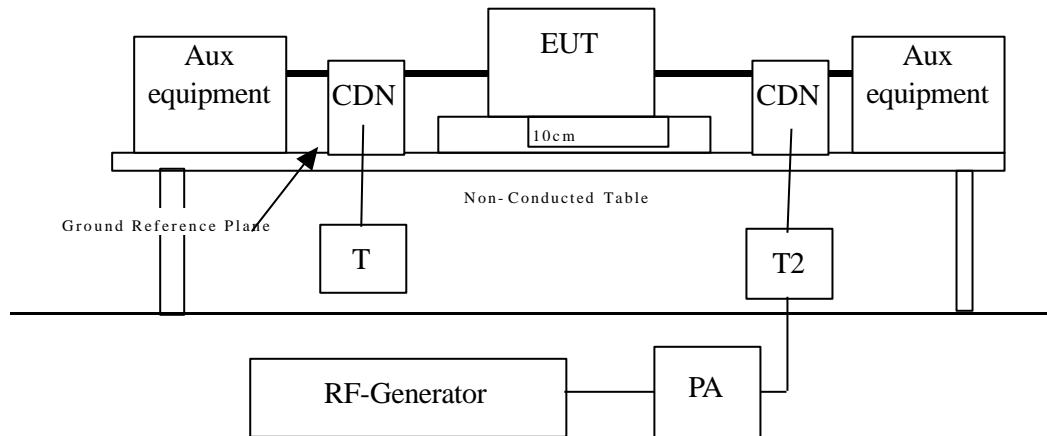 Aux
equipment
CDN
EUT
10cm
CDN
Aux
equipment
Non-Conducted Table
Ground Reference Plane
T
T2
RF-Generator
PA